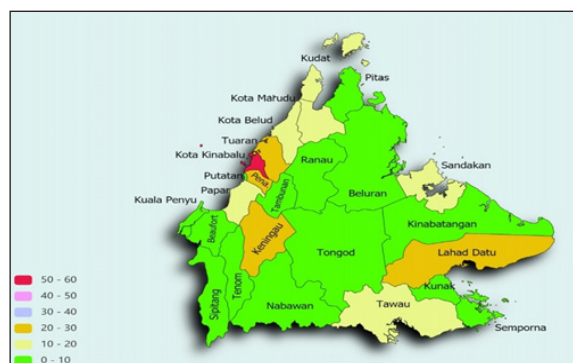 Kudat
Pitas
Kota Marudu
Kota Belud
Tuaran
Kota Kinabalu
Ranau
Sandakan
Putatan
Pena
Papar
Tambunan
Beluran
Kuala Penyu
Kinabatangan
Beaufort
Keningau
Tongod
Lahad Datu
Sipitang
Tenom
Kunak
Nabawan
Tawau
Semporna
50 - 60
40 - 50
30 - 40
20 - 30
10 - 20
0 - 10